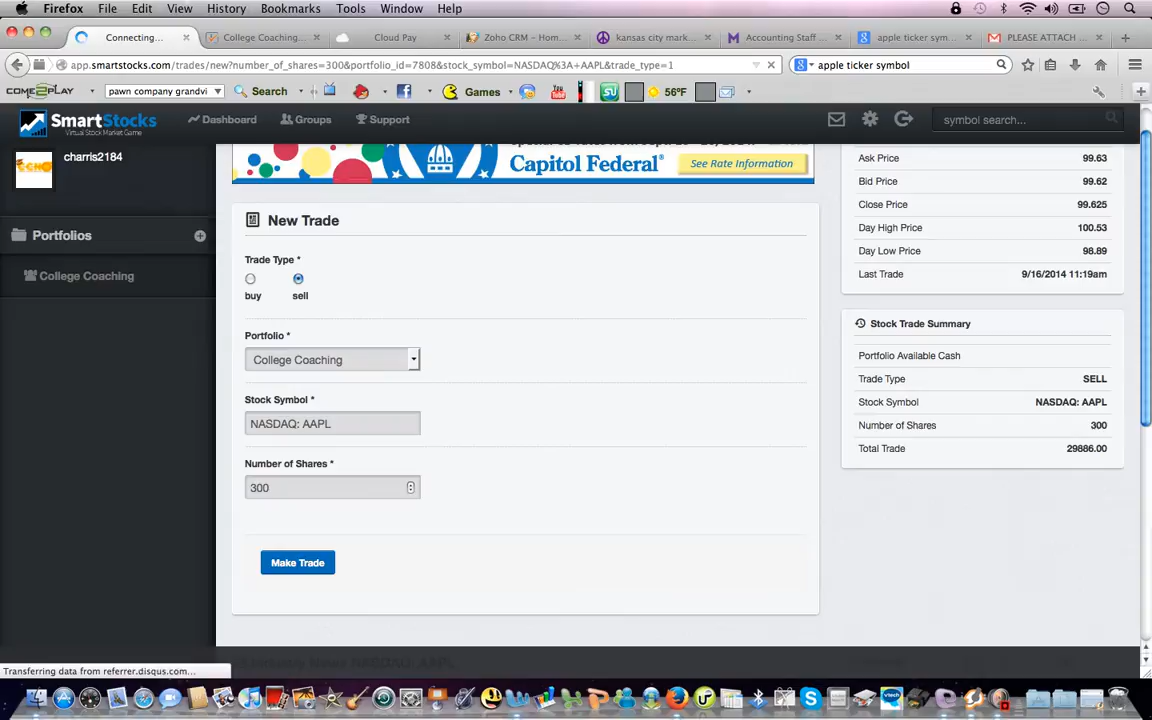 Firefox File Edit View History Bookmarks Tools Window Help
Connecting... College Coaching,... Cloud Pay Zoho CRM - Hom... kansas city mark... Accounting Staff ... apple ticker sym... PLEASE ATTACH ...
app.smartstocks.com/trades/new?number_of_shares=300&portfolio_id=7808&stock_symbol=NASDAQ%3A+AAPL&trade_type=1 apple ticker symbol
COME2PLAY pawn company grandvi Search Games 56°F
SmartStocks Dashboard Groups Support symbol search...
Virtual Stock Market Game
charris2184
Portfolios
College Coaching
Capitol Federal® See Rate Information
New Trade
Trade Type *
buy sell
Portfolio *
College Coaching
Stock Symbol *
NASDAQ: AAPL
Number of Shares *
300
Make Trade
Ask Price 99.63
Bid Price 99.62
Close Price 99.625
Day High Price 100.53
Day Low Price 98.89
Last Trade 9/16/2014 11:19am
Stock Trade Summary
Portfolio Available Cash
Trade Type SELL
Stock Symbol NASDAQ: AAPL
Number of Shares 300
Total Trade 29886.00
Transferring data from referrer.disqus.com...